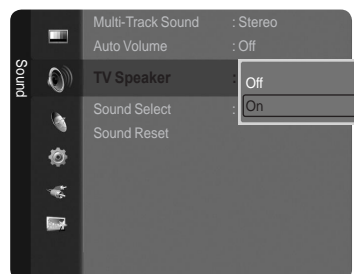 Sound
Multi-Track Sound : Stereo
Auto Volume : Off
TV Speaker :
Off
On
Sound Select :
Sound Reset